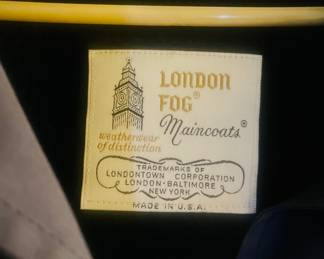 LONDON
FOG®
Maincoats®
weatherwear
of distinction
TRADEMARKS OF
LONDONTOWN CORPORATION
LONDON·BALTIMORE
NEW YORK
MADE IN U.S.A.